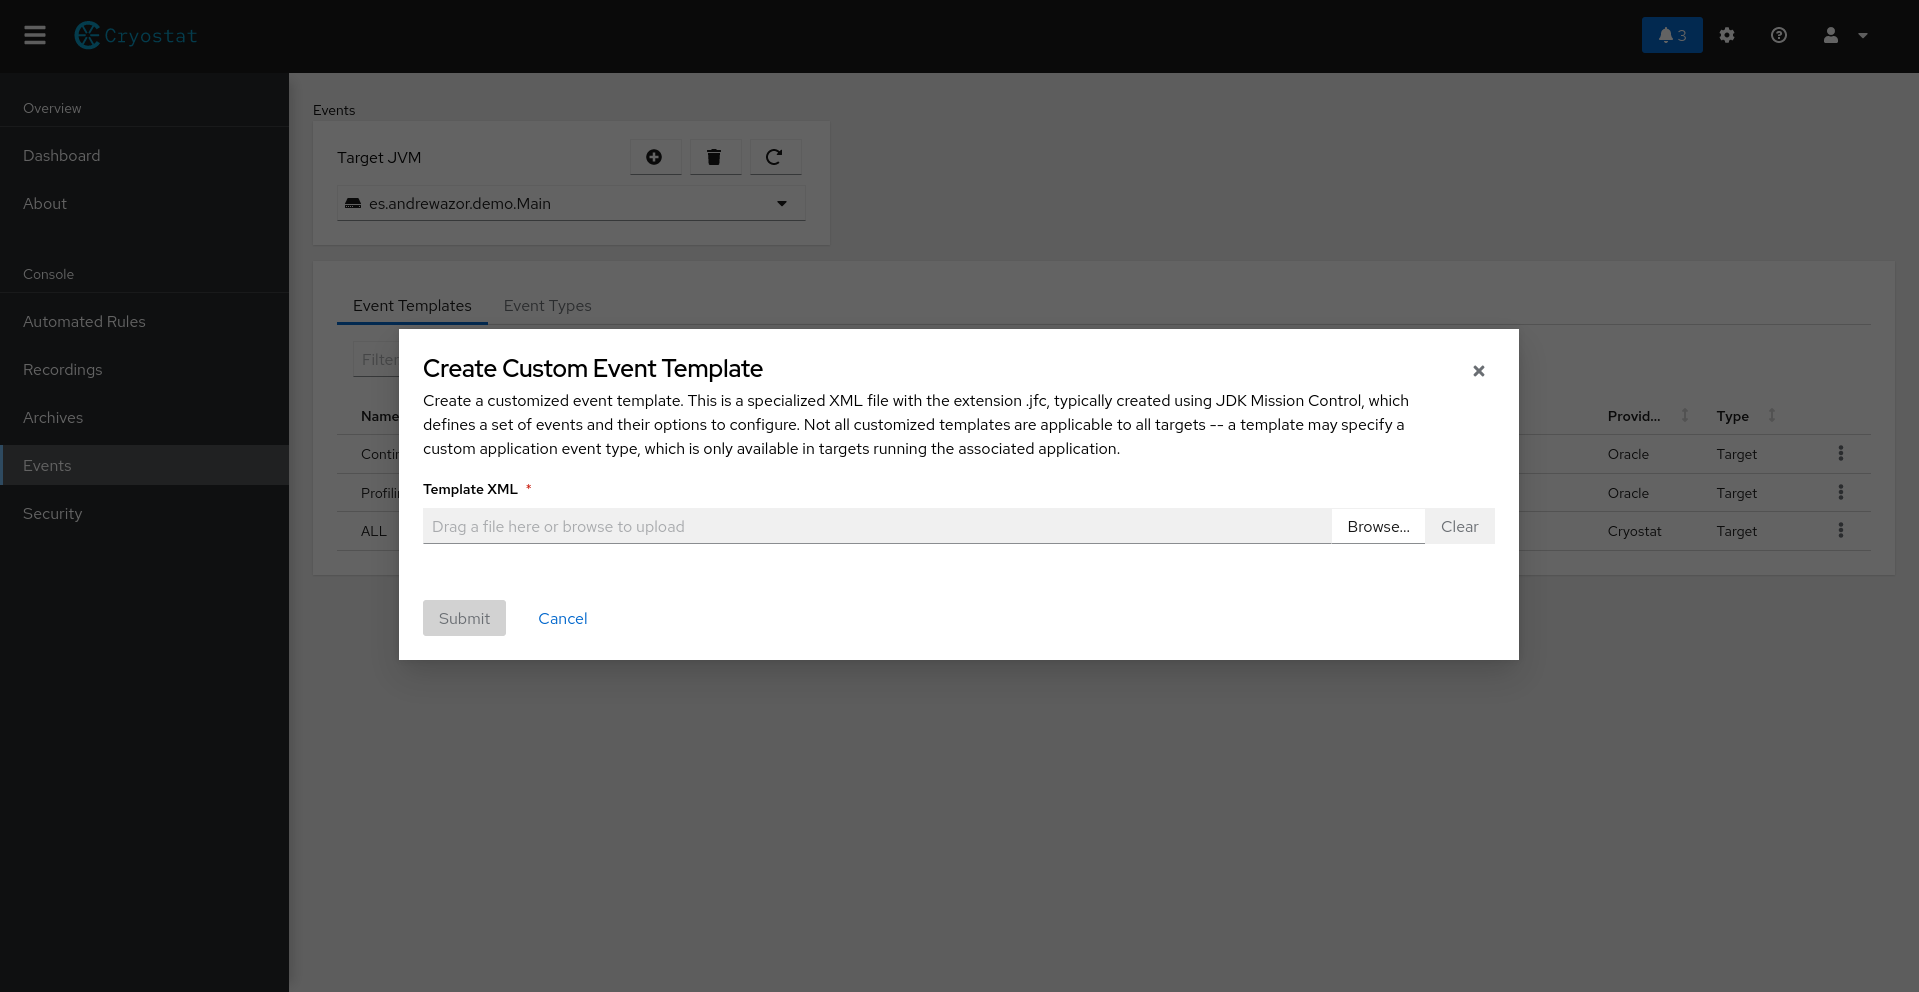 Cryostat
3
Overview
Dashboard
About
Console
Automated Rules
Recordings
Archives
Events
Security
Events
Target JVM
es.andrewazor.demo.Main
Event Templates
Event Types
Filter
Name
Provid...
Type
Contin
Oracle
Target
Profilin
Oracle
Target
ALL
Cryostat
Target
Create Custom Event Template
Create a customized event template. This is a specialized XML file with the extension .jfc, typically created using JDK Mission Control, which
defines a set of events and their options to configure. Not all customized templates are applicable to all targets -- a template may specify a
custom application event type, which is only available in targets running the associated application.
Template XML *
Drag a file here or browse to upload
Browse...
Clear
Submit
Cancel